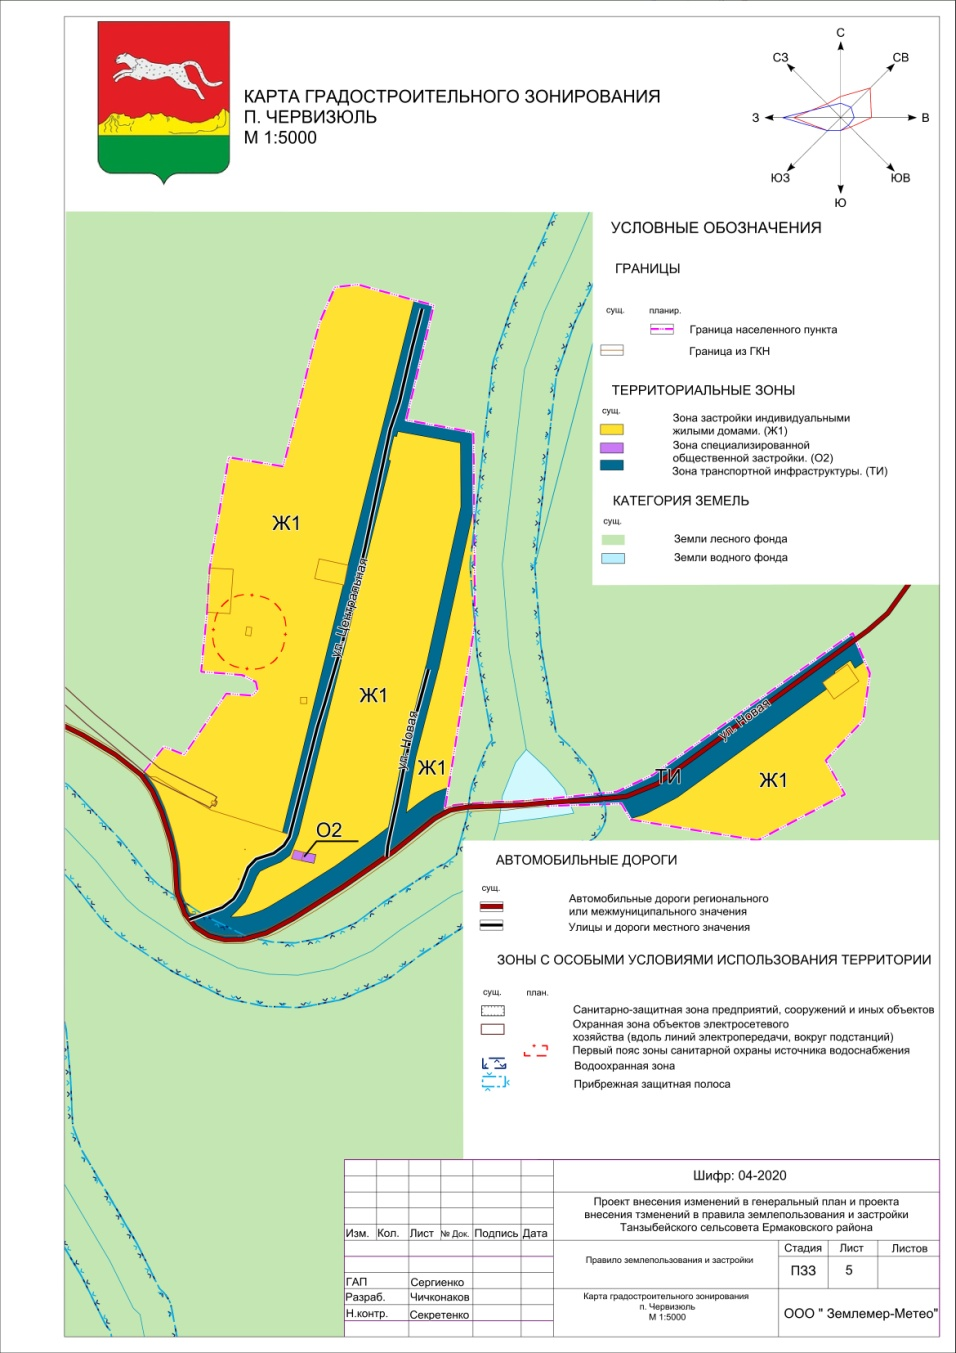 КАРТА ГРАДОСТРОИТЕЛЬНОГО ЗОНИРОВАНИЯ
П. ЧЕРВИЗЮЛЬ
М 1:5000
С
СЗ
СВ
З
В
ЮЗ
ЮВ
Ю
УСЛОВНЫЕ ОБОЗНАЧЕНИЯ
ГРАНИЦЫ
сущ. планир.
Граница населенного пункта
Граница из ГКН
ТЕРРИТОРИАЛЬНЫЕ ЗОНЫ
сущ.
Зона застройки индивидуальными
жилыми домами. (Ж1)
Зона специализированной
общественной застройки. (О2)
Зона транспортной инфраструктуры. (ТИ)
КАТЕГОРИЯ ЗЕМЕЛЬ
сущ.
Земли лесного фонда
Земли водного фонда
Ж1
ул. Центральная
Ж1
ул. Новая
Ж1
О2
ул. Новая
ТИ
Ж1
АВТОМОБИЛЬНЫЕ ДОРОГИ
сущ.
Автомобильные дороги регионального
или межмуниципального значения
Улицы и дороги местного значения
ЗОНЫ С ОСОБЫМИ УСЛОВИЯМИ ИСПОЛЬЗОВАНИЯ ТЕРРИТОРИИ
сущ. план.
Санитарно-защитная зона предприятий, сооружений и иных объектов
Охранная зона объектов электросетевого
хозяйства (вдоль линий электропередачи, вокруг подстанций)
Первый пояс зоны санитарной охраны источника водоснабжения
Водоохранная зона
Прибрежная защитная полоса
Шифр: 04-2020
Проект внесения изменений в генеральный план и проекта
внесения тзменений в правила землепользования и застройки
Танзыбейского сельсовета Ермаковского района
Изм. Кол. Лист № Док. Подпись Дата
Правило землепользования и застройки
Стадия Лист Листов
ПЗЗ 5
ГАП Сергиенко
Разраб. Чичконаков
Н.контр. Секретенко
Карта градостроительного зонирования
п. Червизюль
М 1:5000
ООО " Землемер-Метео"